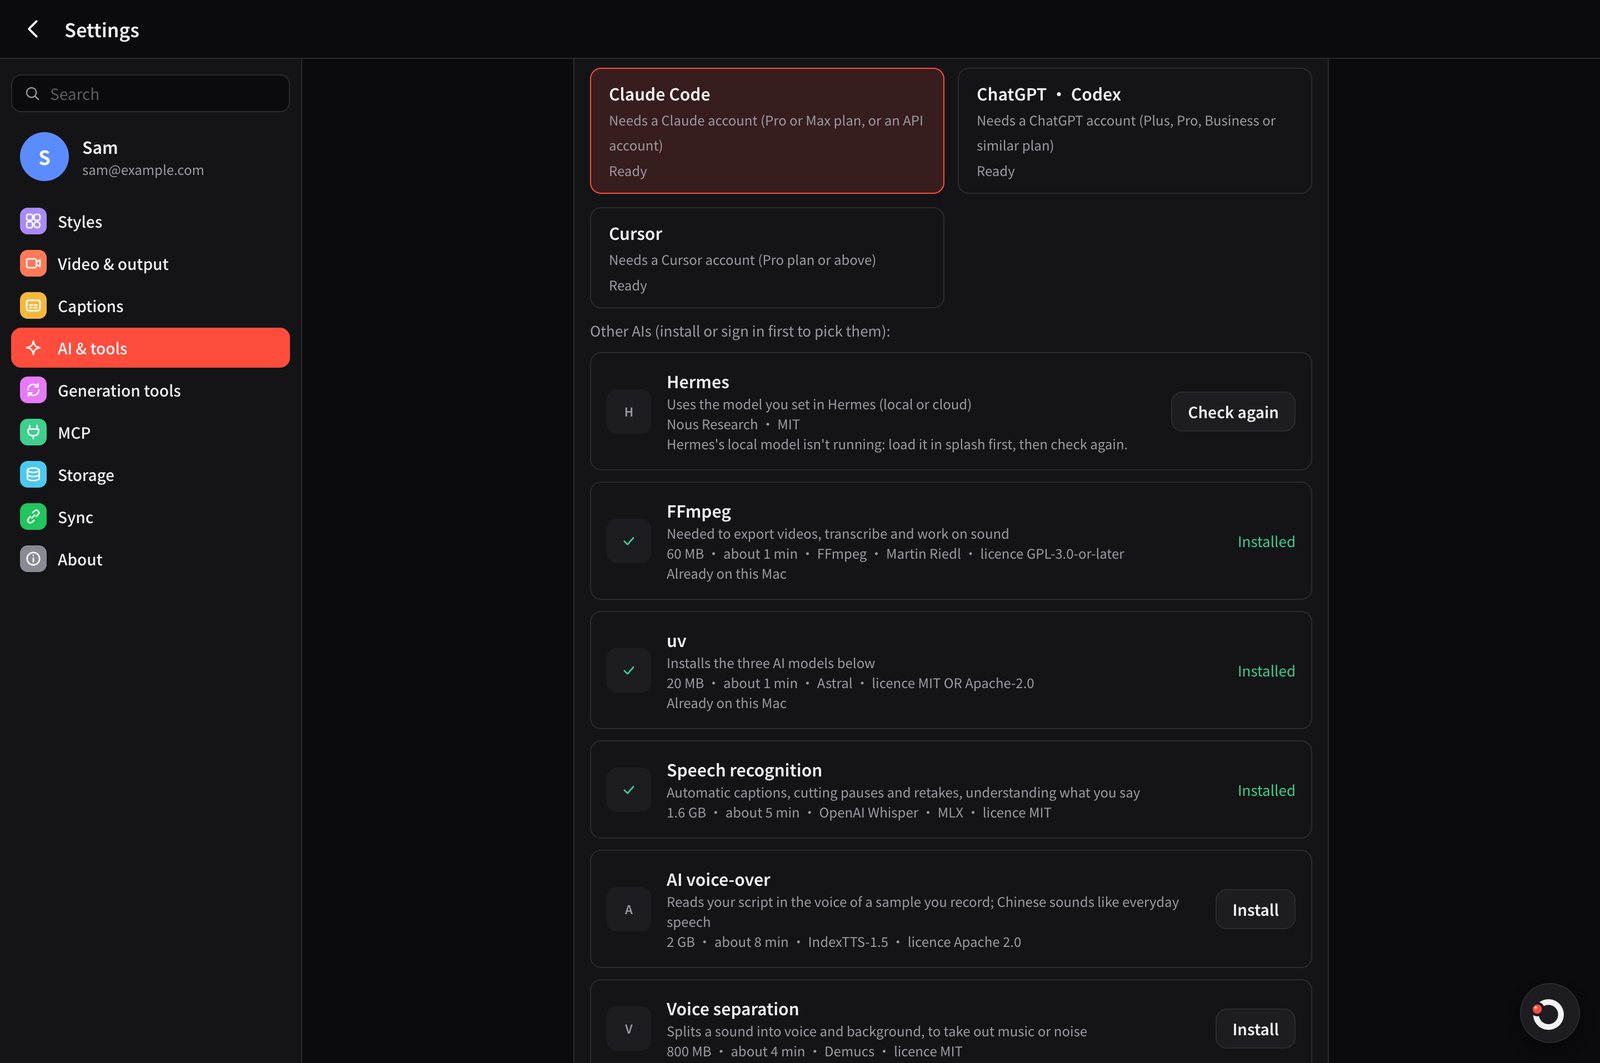 Settings
Search
S
Sam
sam@example.com
Styles
Video & output
Captions
AI & tools
Generation tools
MCP
Storage
Sync
About
Claude Code
Needs a Claude account (Pro or Max plan, or an API
account)
Ready
ChatGPT • Codex
Needs a ChatGPT account (Plus, Pro, Business or
similar plan)
Ready
Cursor
Needs a Cursor account (Pro plan or above)
Ready
Other AIs (install or sign in first to pick them):
H
Hermes
Uses the model you set in Hermes (local or cloud)
Nous Research • MIT
Hermes's local model isn't running: load it in splash first, then check again.
Check again
FFmpeg
Needed to export videos, transcribe and work on sound
60 MB • about 1 min • FFmpeg • Martin Riedl • licence GPL-3.0-or-later
Already on this Mac
Installed
uv
Installs the three AI models below
20 MB • about 1 min • Astral • licence MIT OR Apache-2.0
Already on this Mac
Installed
Speech recognition
Automatic captions, cutting pauses and retakes, understanding what you say
1.6 GB • about 5 min • OpenAI Whisper • MLX • licence MIT
Installed
A
AI voice-over
Reads your script in the voice of a sample you record; Chinese sounds like everyday
speech
2 GB • about 8 min • IndexTTS-1.5 • licence Apache 2.0
Install
V
Voice separation
Splits a sound into voice and background, to take out music or noise
800 MB • about 4 min • Demucs • licence MIT
Install